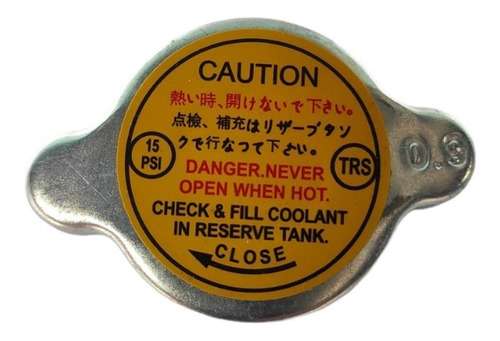 CAUTION
熱い時、開けないで下さい。
点檢、補充はリザーブタン
クで行なって下さい。
15
PSI
TRS
DANGER.NEVER
OPEN WHEN HOT.
CHECK & FILL COOLANT
IN RESERVE TANK.
CLOSE
0.9